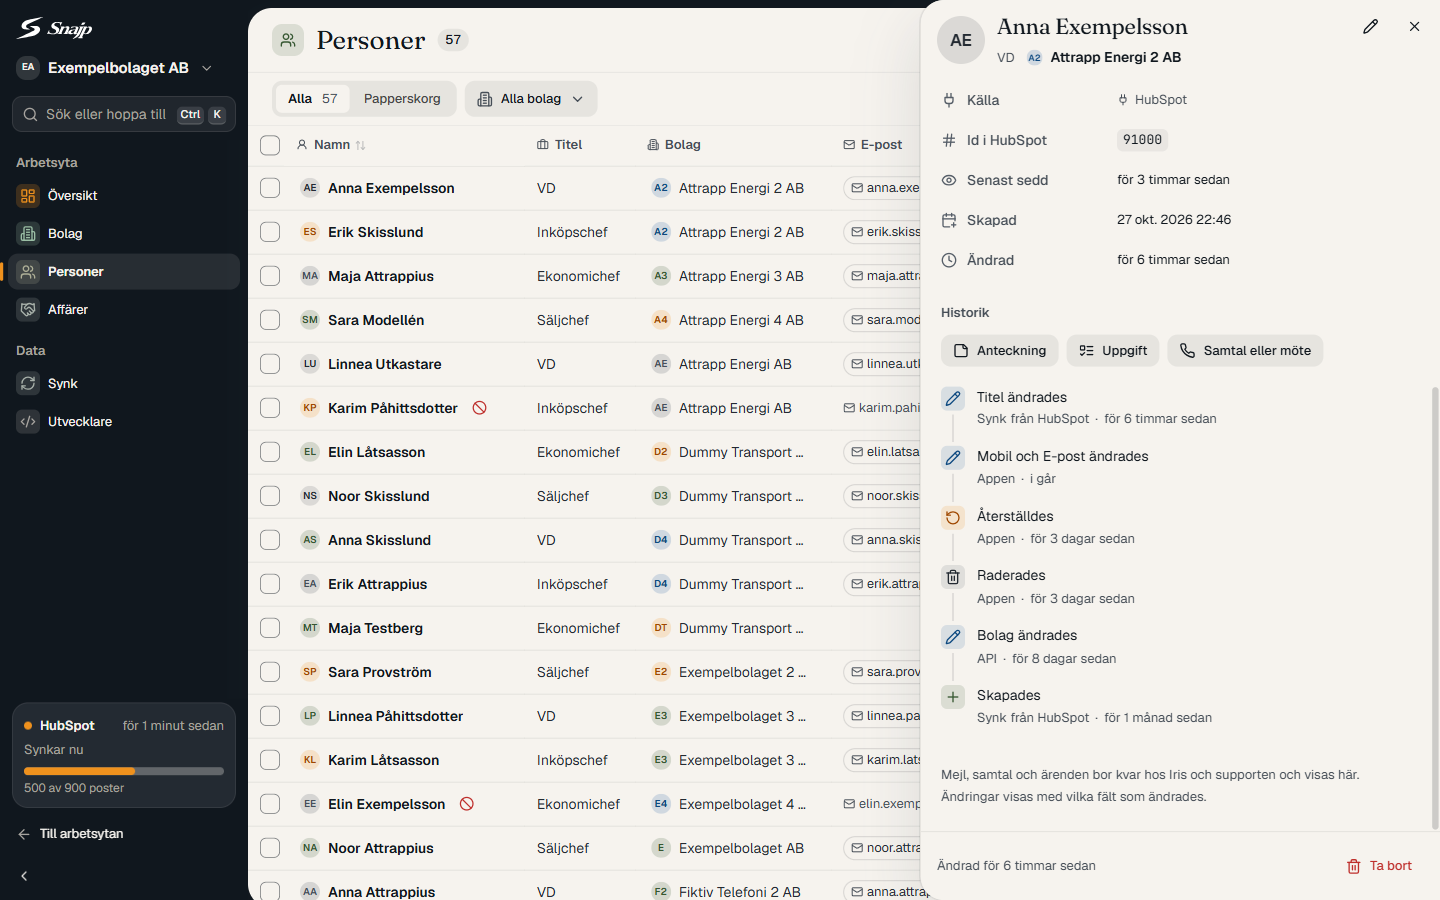 Snajp
EA Exempelbolaget AB
Sök eller hoppa till Ctrl K
Arbetsyta
Översikt
Bolag
Personer
Affärer
Data
Synk
Utvecklare
HubSpot för 1 minut sedan
Synkar nu
500 av 900 poster
Till arbetsytan
Personer 57
Alla 57 Papperskorg Alla bolag
Namn Titel Bolag E-post
AE Anna Exempelsson VD A2 Attrapp Energi 2 AB anna.exe
ES Erik Skisslund Inköpschef A2 Attrapp Energi 2 AB erik.skiss
MA Maja Attrappius Ekonomichef A3 Attrapp Energi 3 AB maja.attr
SM Sara Modellén Säljchef A4 Attrapp Energi 4 AB sara.mod
LU Linnea Utkastare VD AE Attrapp Energi AB linnea.utk
KP Karim Påhittsdotter Inköpschef AE Attrapp Energi AB karim.pahi
EL Elin Låtsasson Ekonomichef D2 Dummy Transport ... elin.latsa
NS Noor Skisslund Säljchef D3 Dummy Transport ... noor.skis
AS Anna Skisslund VD D4 Dummy Transport ... anna.skis
EA Erik Attrappius Inköpschef D4 Dummy Transport ... erik.attra
MT Maja Testberg Ekonomichef DT Dummy Transport ...
SP Sara Provström Säljchef E2 Exempelbolaget 2 ... sara.prov
LP Linnea Påhittsdotter VD E3 Exempelbolaget 3 ... linnea.pa
KL Karim Låtsasson Inköpschef E3 Exempelbolaget 3 ... karim.lats
EE Elin Exempelsson Ekonomichef E4 Exempelbolaget 4 ... elin.exemp
NA Noor Attrappius Säljchef E Exempelbolaget AB noor.attra
AA Anna Attrappius VD F2 Fiktiv Telefoni 2 AB anna.attrap
AE Anna Exempelsson
VD A2 Attrapp Energi 2 AB
Källa HubSpot
Id i HubSpot 91000
Senast sedd för 3 timmar sedan
Skapad 27 okt. 2026 22:46
Ändrad för 6 timmar sedan
Historik
Anteckning Uppgift Samtal eller möte
Titel ändrades
Synk från HubSpot · för 6 timmar sedan
Mobil och E-post ändrades
Appen · i går
Återställdes
Appen · för 3 dagar sedan
Raderades
Appen · för 3 dagar sedan
Bolag ändrades
API · för 8 dagar sedan
Skapades
Synk från HubSpot · för 1 månad sedan
Mejl, samtal och ärenden bor kvar hos Iris och supporten och visas här.
Ändringar visas med vilka fält som ändrades.
Ändrad för 6 timmar sedan Ta bort